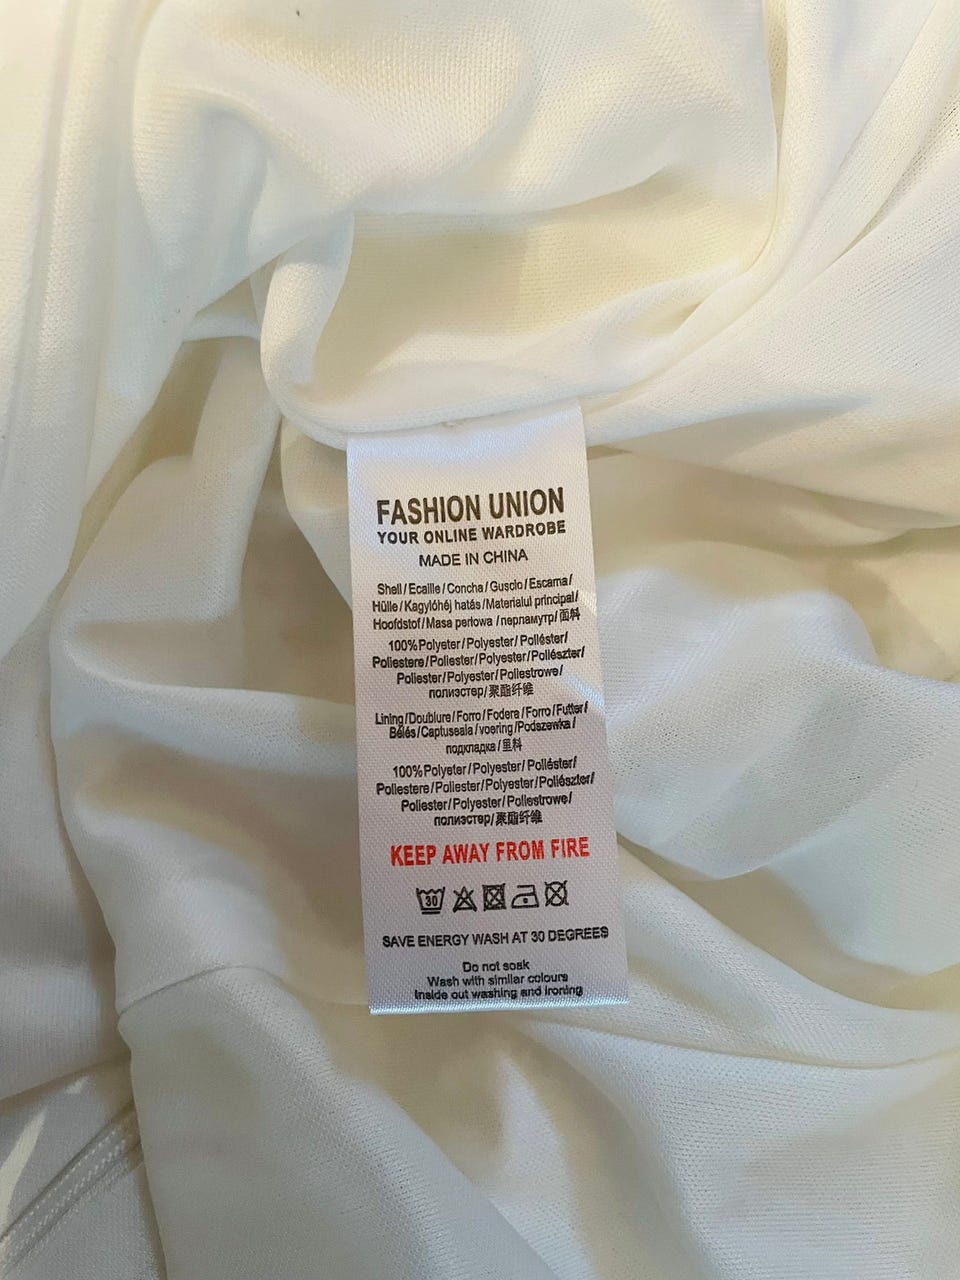 FASHION UNION
YOUR ONLINE WARDROBE
MADE IN CHINA
Shell/Ecaille/Concha/Guscio/Escama/
Hülle/Kagylóhéj hatás/Materialul principal/
Hoofdstof/Masa perłowa/перламутр/面料
100%Polyeter/Polyester/Poliéster/
Poliestere/Poliester/Polyester/Poliészter/
Poliester/Polyester/Poliestrowe/
полиэстер/聚酯纤维
Lining/Doublure/Forro/Fodera/Forro/Futter/
Bélés/Captuseala/voering/Podszewka/
подкладка/里料
100%Polyeter/Polyester/Poliéster/
Poliestere/Poliester/Polyester/Poliészter/
Poliester/Polyester/Poliestrowe/
полиэстер/聚酯纤维
KEEP AWAY FROM FIRE
30
SAVE ENERGY WASH AT 30 DEGREES
Do not soak
Wash with similar colours
Inside out washing and ironing